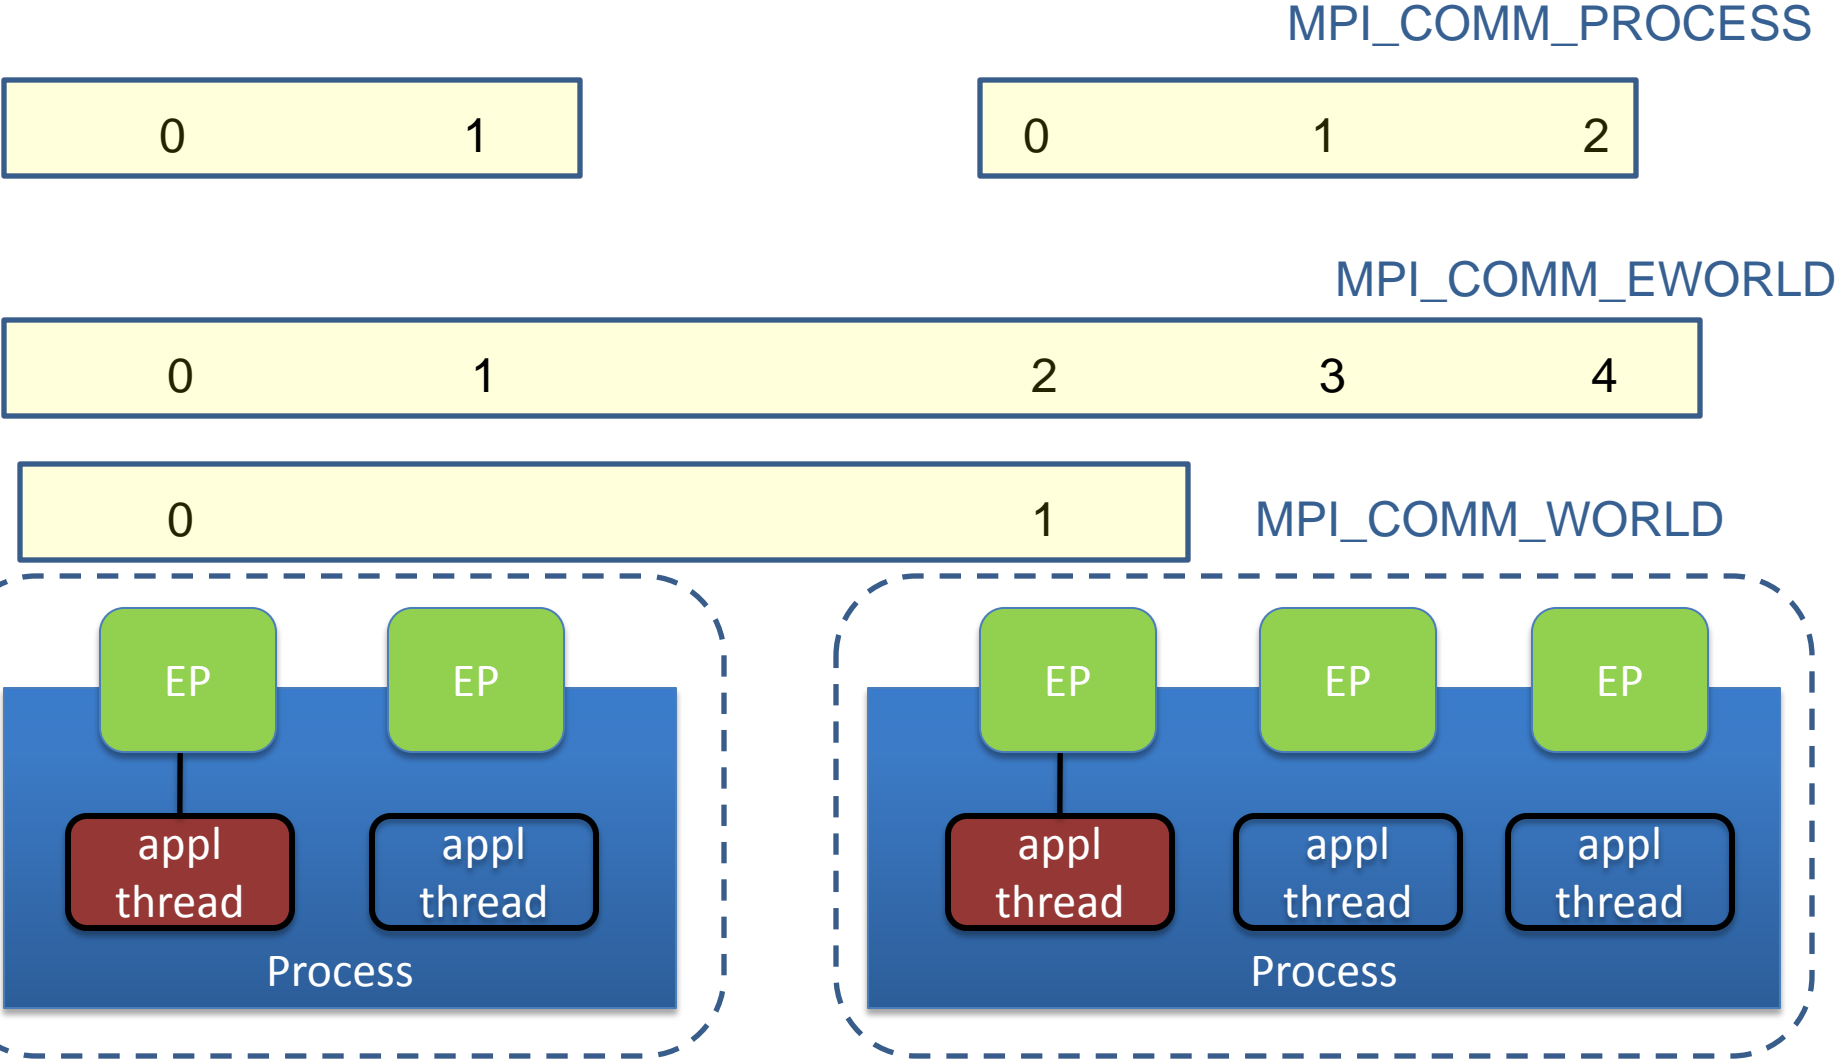 MPI_COMM_PROCESS
0 1 0 1 2
MPI_COMM_EWORLD
0 1 2 3 4
0 1 MPI_COMM_WORLD
EP EP EP EP EP
appl appl appl appl appl
thread thread thread thread thread
Process Process